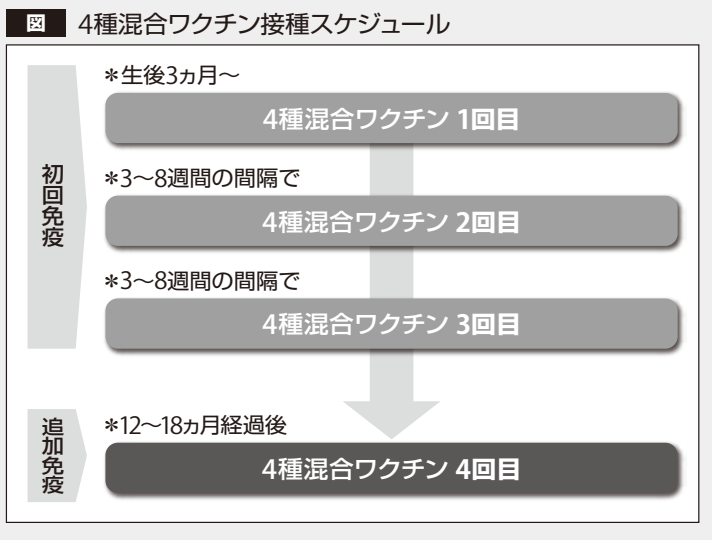 図 4種混合ワクチン接種スケジュール
初回免疫
＊生後3ヵ月～
4種混合ワクチン 1回目
＊3～8週間の間隔で
4種混合ワクチン 2回目
＊3～8週間の間隔で
4種混合ワクチン 3回目
追加免疫
＊12～18ヵ月経過後
4種混合ワクチン 4回目